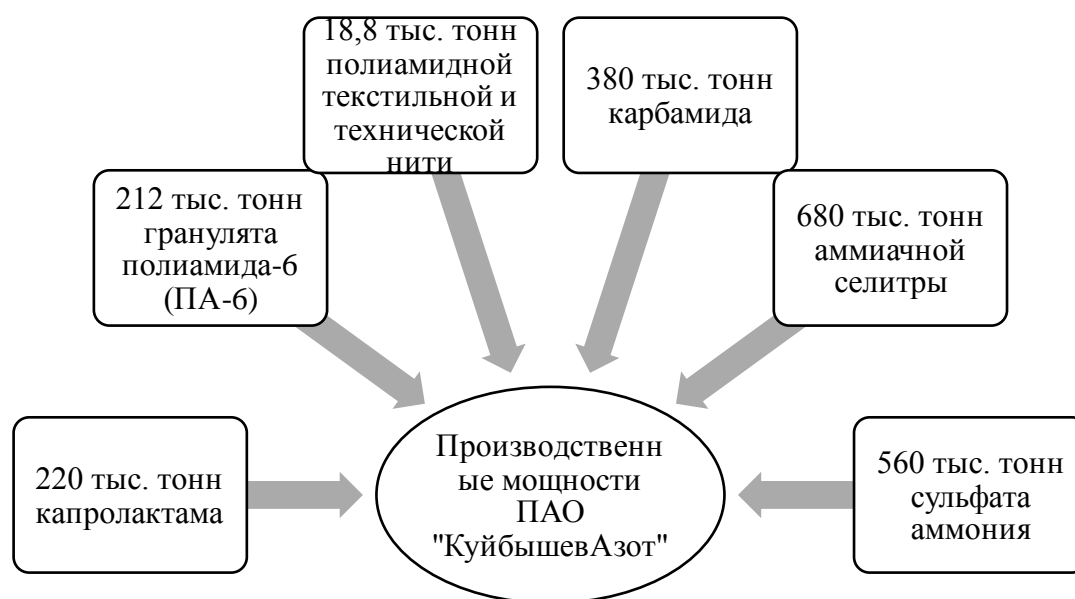 18,8 тыс. тонн
полиамидной
текстильной и
технической
нити
380 тыс. тонн
карбамида
212 тыс. тонн
гранулята
полиамида-6
(ПА-6)
680 тыс. тонн
аммиачной
селитры
220 тыс. тонн
капролактама
Производственн
ые мощности
ПАО
"КуйбышевАзот"
560 тыс. тонн
сульфата
аммония